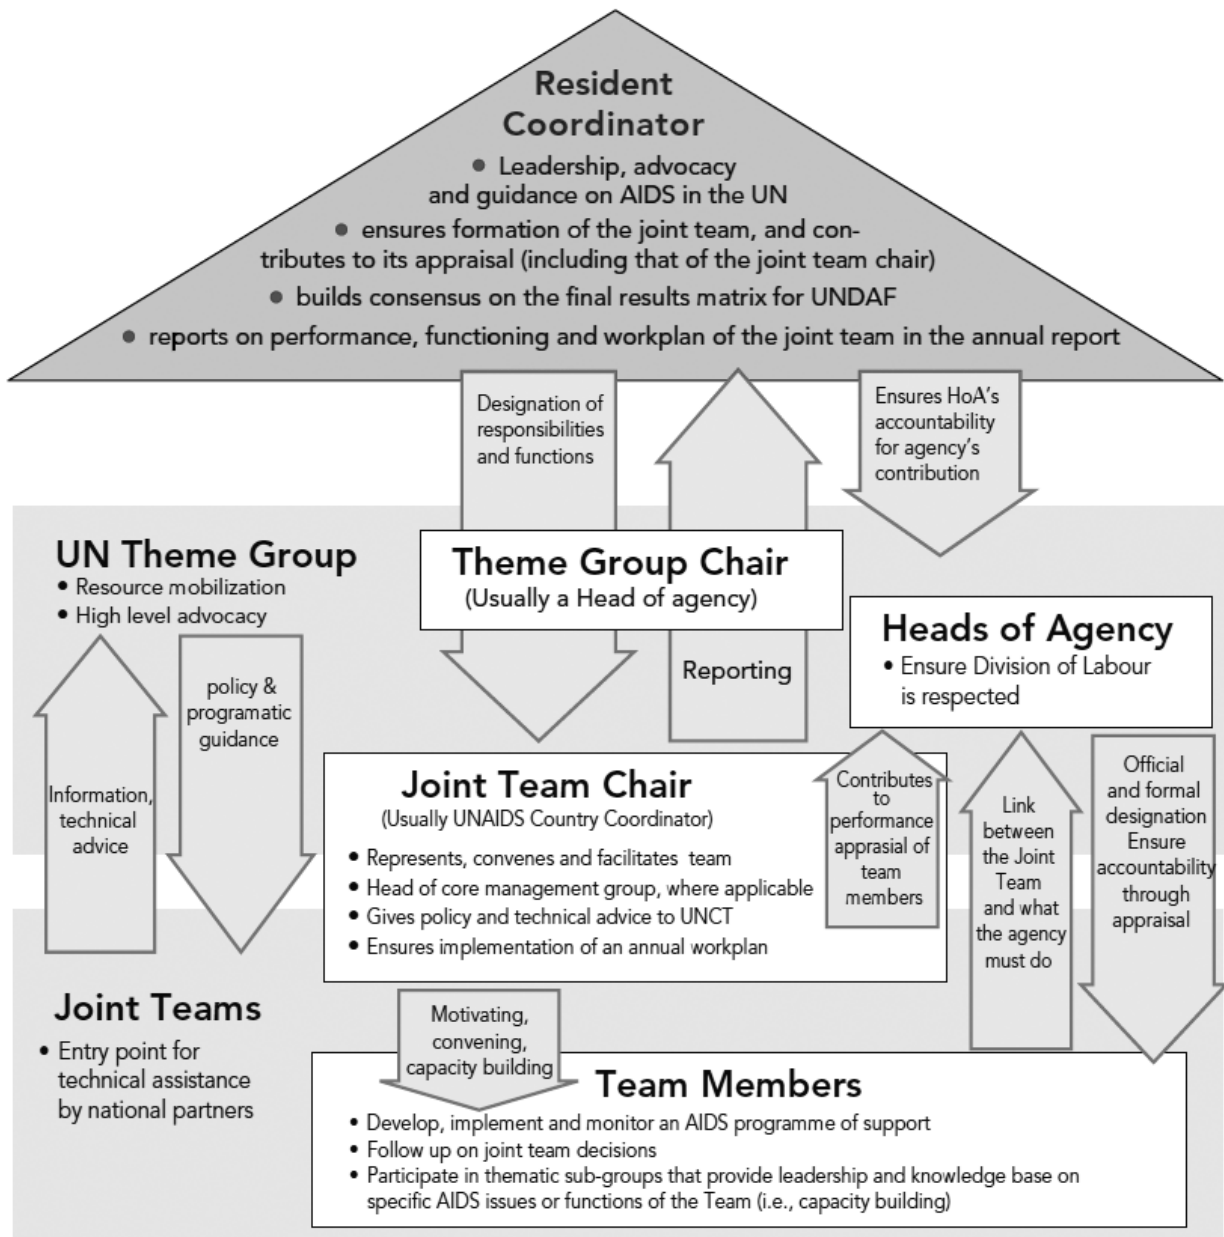 Resident
Coordinator
• Leadership, advocacy
and guidance on AIDS in the UN
• ensures formation of the joint team, and con-
tributes to its appraisal (including that of the joint team chair)
• builds consensus on the final results matrix for UNDAF
• reports on performance, functioning and workplan of the joint team in the annual report
Designation of
responsibilities
and functions
Ensures HoA's
accountability
for agency's
contribution
UN Theme Group
• Resource mobilization
• High level advocacy
Theme Group Chair
(Usually a Head of agency)
Heads of Agency
• Ensure Division of Labour
is respected
Reporting
policy &
programatic
guidance
Information,
technical
advice
Joint Team Chair
(Usually UNAIDS Country Coordinator)
• Represents, convenes and facilitates team
• Head of core management group, where applicable
• Gives policy and technical advice to UNCT
• Ensures implementation of an annual workplan
Contributes
to
performance
apprasial of
team
members
Link
between
the Joint
Team
and what
the agency
must do
Official
and formal
designation
Ensure
accountability
through
appraisal
Joint Teams
• Entry point for
technical assistance
by national partners
Motivating,
convening,
capacity building
Team Members
• Develop, implement and monitor an AIDS programme of support
• Follow up on joint team decisions
• Participate in thematic sub-groups that provide leadership and knowledge base on
specific AIDS issues or functions of the Team (i.e., capacity building)